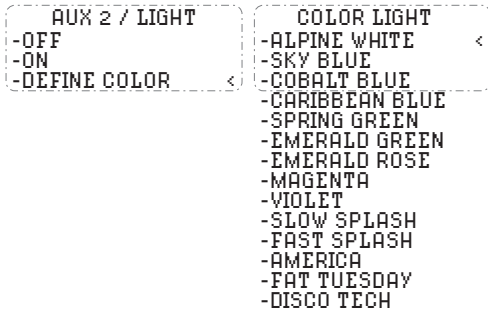 AUX 2 / LIGHT
-OFF
-ON
-DEFINE COLOR <
COLOR LIGHT
-ALPINE WHITE <
-SKY BLUE
-COBALT BLUE
-CARIBBEAN BLUE
-SPRING GREEN
-EMERALD GREEN
-EMERALD ROSE
-MAGENTA
-VIOLET
-SLOW SPLASH
-FAST SPLASH
-AMERICA
-FAT TUESDAY
-DISCO TECH